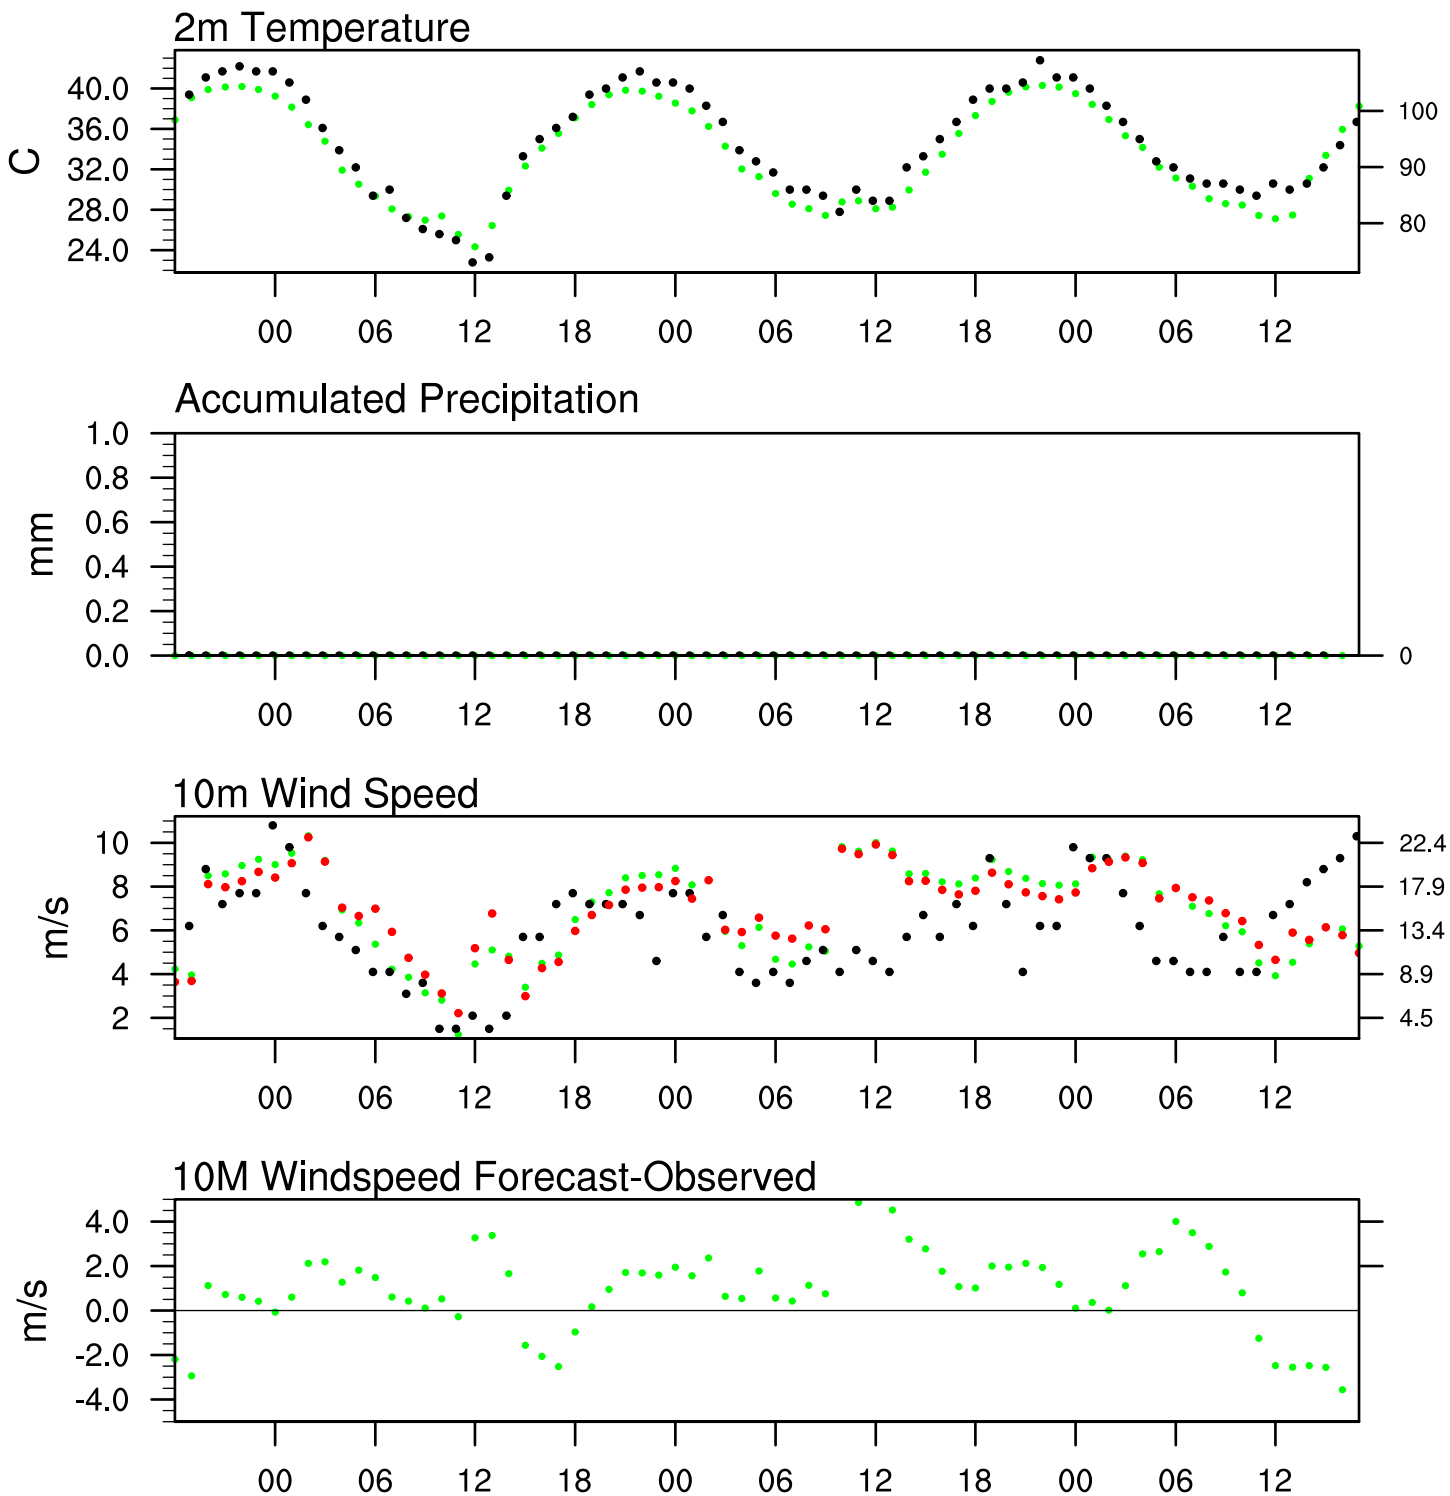 2m Temperature
40.0
36.0
32.0
28.0
24.0
C
100
90
80
00 06 12 18 00 06 12 18 00 06 12
Accumulated Precipitation
1.0
0.8
0.6
0.4
0.2
0.0
mm
0
00 06 12 18 00 06 12 18 00 06 12
10m Wind Speed
10
8
6
4
2
m/s
22.4
17.9
13.4
8.9
4.5
00 06 12 18 00 06 12 18 00 06 12
10M Windspeed Forecast-Observed
4.0
2.0
0.0
-2.0
-4.0
m/s
00 06 12 18 00 06 12 18 00 06 12